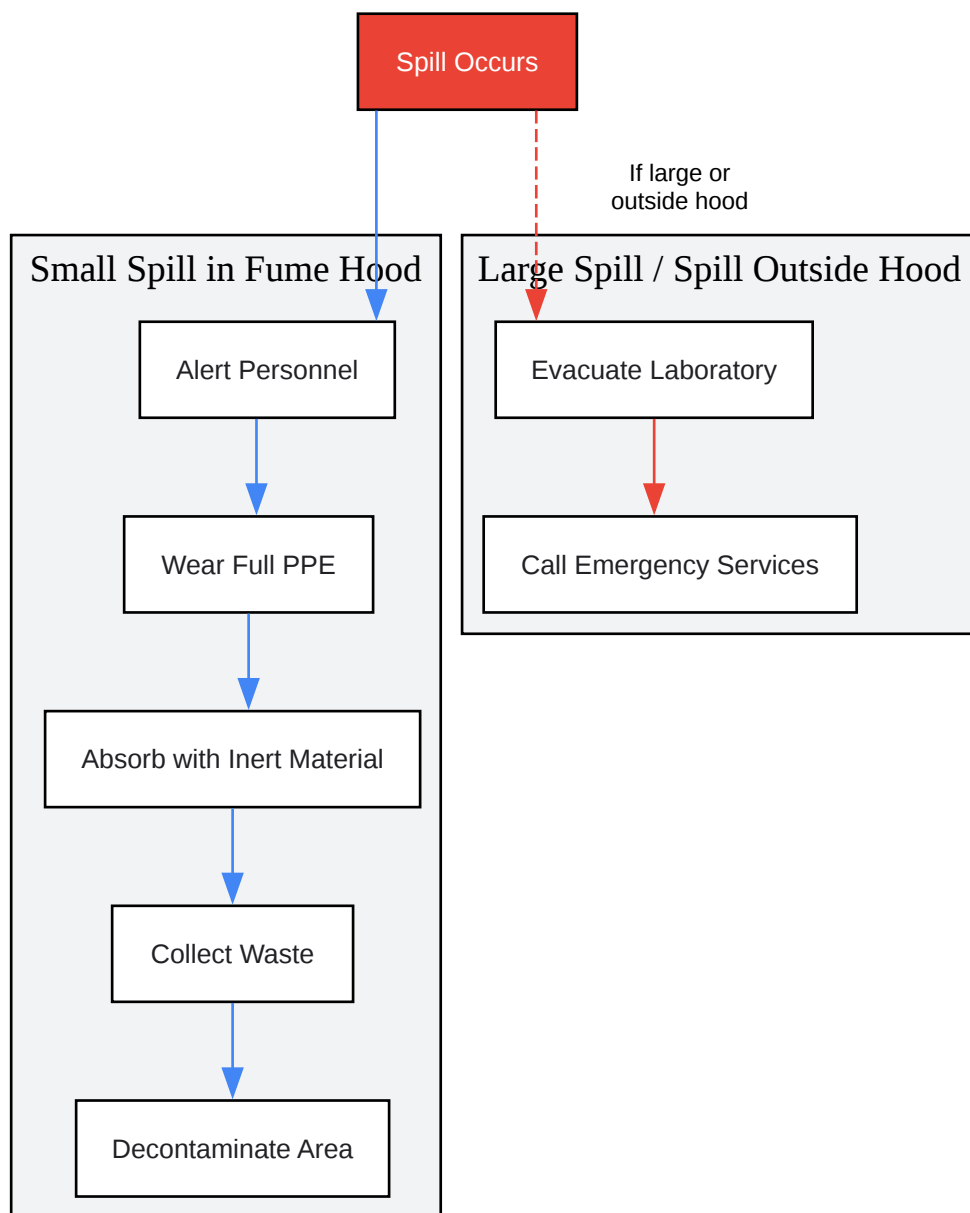 Spill Occurs
If large or
outside hood
Small Spill in Fume Hood
Alert Personnel
Wear Full PPE
Absorb with Inert Material
Collect Waste
Decontaminate Area
Large Spill / Spill Outside Hood
Evacuate Laboratory
Call Emergency Services